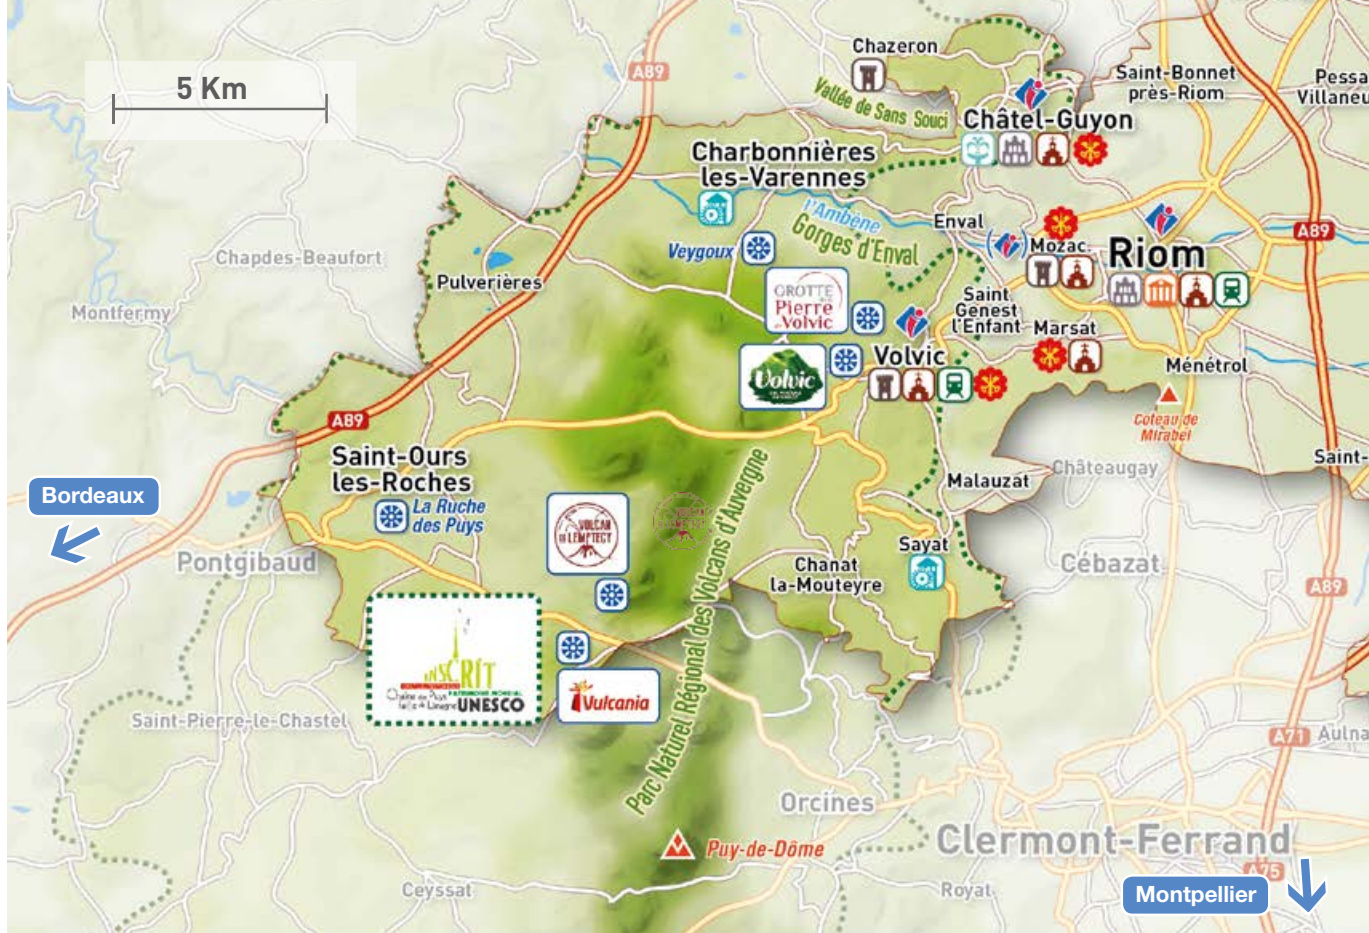 5 Km
A89
Chazeron
Vallée de Sans Souci
Châtel-Guyon
Saint-Bonnet
près-Riom
Pessa
Villaneu
Charbonnières
les-Varennes
l'Ambène
Gorges d'Enval
Enval
Mozac
Riom
A89
Veygoux
Chapdes-Beaufort
Pulverières
Montfermy
GROTTE
Pierre
Volvic
Saint
Genest
l'Enfant
Marsat
Volvic
Volvic
Ménétrol
Coteau de
Mirabel
A89
Saint-Ours
les-Roches
La Ruche
des Puys
Bordeaux
Châteaugay
Saint-
Malauzat
VOLCAN
DE LEMPTEGY
Parc Naturel Régional des Volcans d'Auvergne
Pontgibaud
Chanat
la-Mouteyre
Sayat
Cébazat
A89
INSCRIT
PATRIMOINE MONDIAL
UNESCO
Vulcania
Saint-Pierre-le-Chastel
A71
Aulna
Orcines
Clermont-Ferrand
Puy-de-Dôme
A75
Ceyssat
Royat
Montpellier